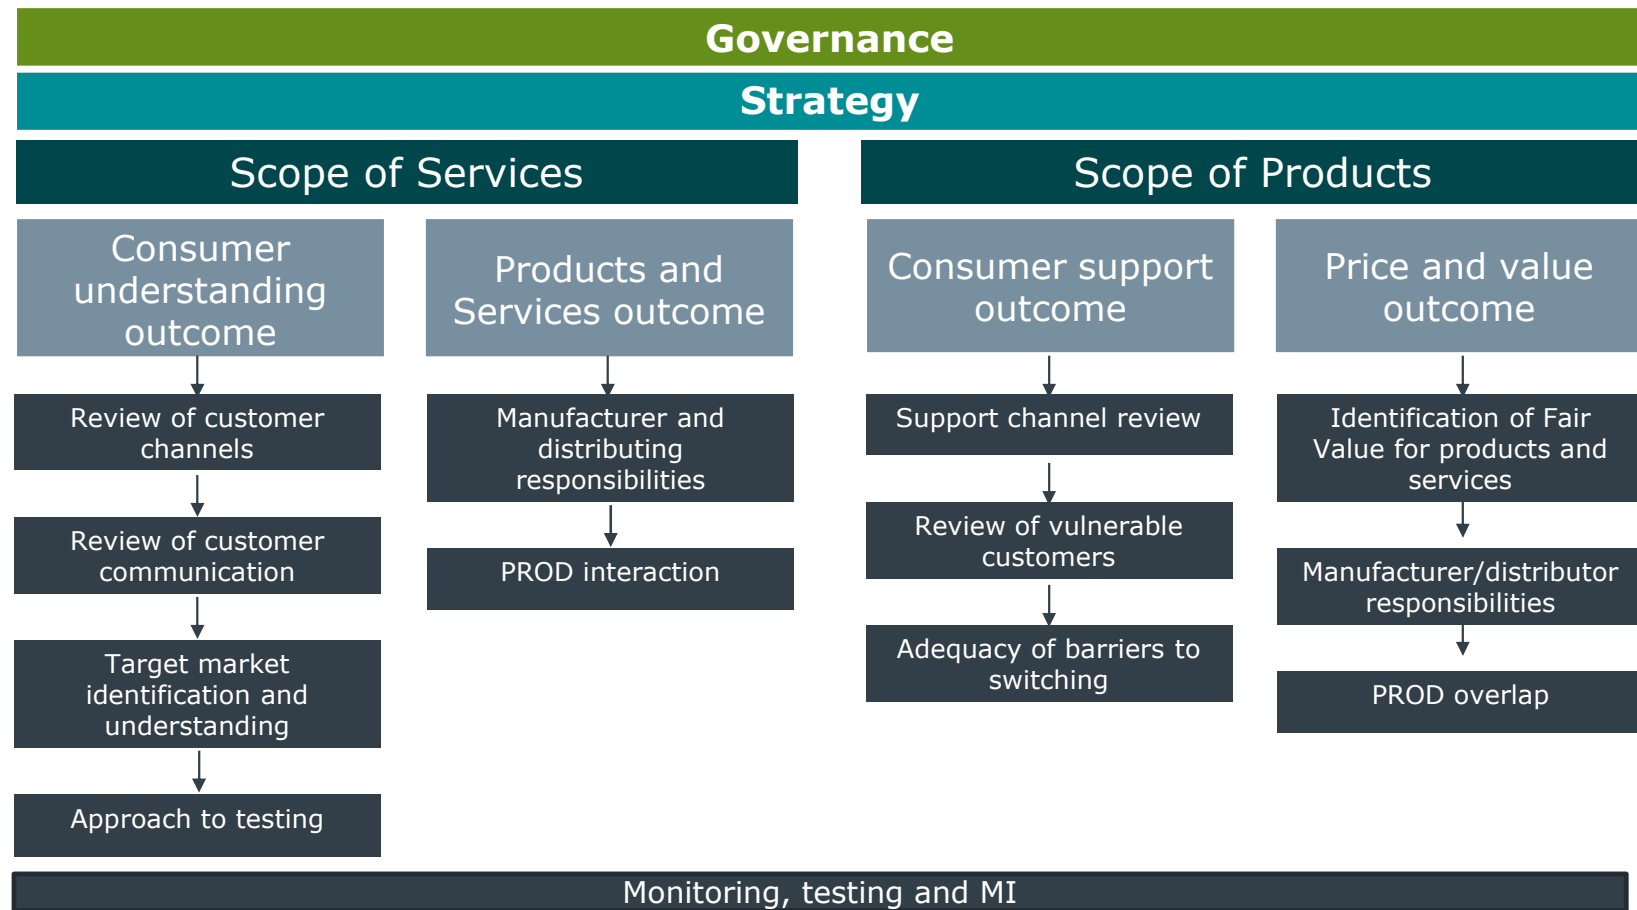 Governance
Strategy
Scope of Services
Scope of Products
Consumer
understanding
outcome
Products and
Services outcome
Consumer support
outcome
Price and value
outcome
Review of customer
channels
Review of customer
communication
Target market
identification and
understanding
Approach to testing
Manufacturer and
distributing
responsibilities
PROD interaction
Support channel review
Review of vulnerable
customers
Adequacy of barriers to
switching
Identification of Fair
Value for products and
services
Manufacturer/distributor
responsibilities
PROD overlap
Monitoring, testing and MI